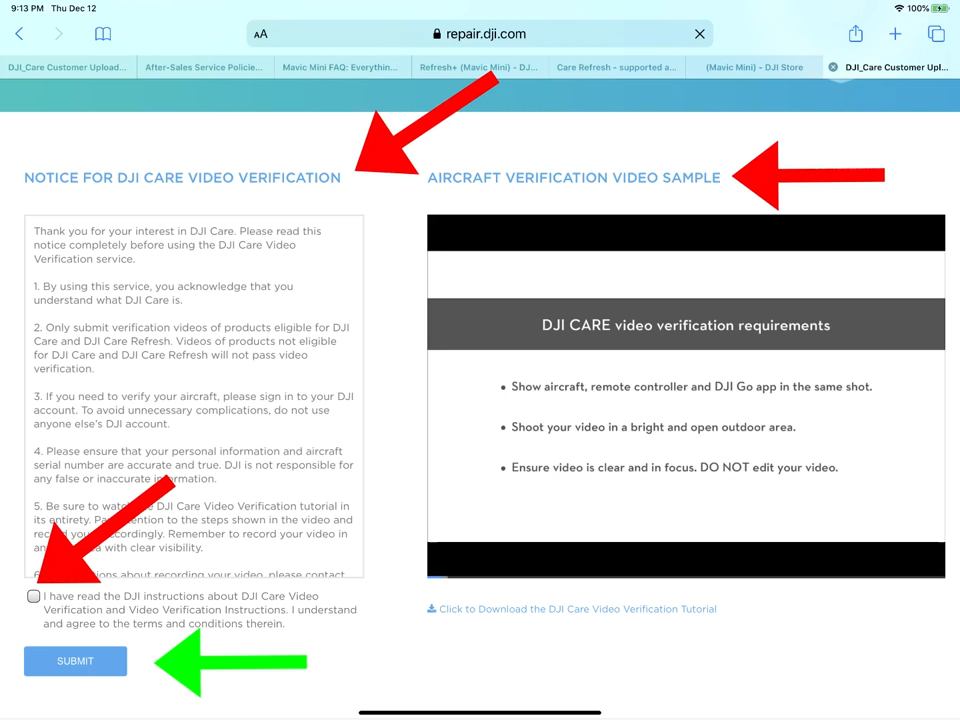 9:13 PM Thu Dec 12
100%
AA
repair.dji.com
DJI_Care Customer Upload...
After-Sales Service Policie...
Mavic Mini FAQ: Everythin...
Refresh+ (Mavic Mini) - DJ...
Care Refresh - supported a...
(Mavic Mini) - DJI Store
DJI_Care Customer Upl...
NOTICE FOR DJI CARE VIDEO VERIFICATION
Thank you for your interest in DJI Care. Please read this
notice completely before using the DJI Care Video
Verification service.
1. By using this service, you acknowledge that you
understand what DJI Care is.
2. Only submit verification videos of products eligible for DJI
Care and DJI Care Refresh. Videos of products not eligible
for DJI Care and DJI Care Refresh will not pass video
verification.
3. If you need to verify your aircraft, please sign in to your DJI
account. To avoid unnecessary complications, do not use
anyone else's DJI account.
4. Please ensure that your personal information and aircraft
serial number are accurate and true. DJI is not responsible for
any false or inaccurate information.
5. Be sure to watch DJI Care Video Verification tutorial in
its entirety. to the steps shown in the video and
accordingly. Remember to record your video in
with clear visibility.
about recording your video, please contact
I have read the DJI instructions about DJI Care Video
Verification and Video Verification Instructions. I understand
and agree to the terms and conditions therein.
SUBMIT
AIRCRAFT VERIFICATION VIDEO SAMPLE
DJI CARE video verification requirements
• Show aircraft, remote controller and DJI Go app in the same shot.
• Shoot your video in a bright and open outdoor area.
• Ensure video is clear and in focus. DO NOT edit your video.
Click to Download the DJI Care Video Verification Tutorial